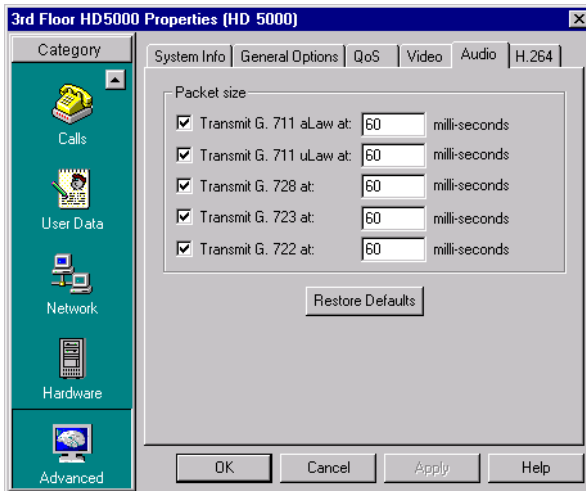 3rd Floor HD5000 Properties (HD 5000)
Category
Calls
User Data
Network
Hardware
Advanced
System Info General Options QoS Video Audio H.264
Packet size
Transmit G. 711 aLaw at: 60 milli-seconds
Transmit G. 711 uLaw at: 60 milli-seconds
Transmit G. 728 at: 60 milli-seconds
Transmit G. 723 at: 60 milli-seconds
Transmit G. 722 at: 60 milli-seconds
Restore Defaults
OK Cancel Apply Help